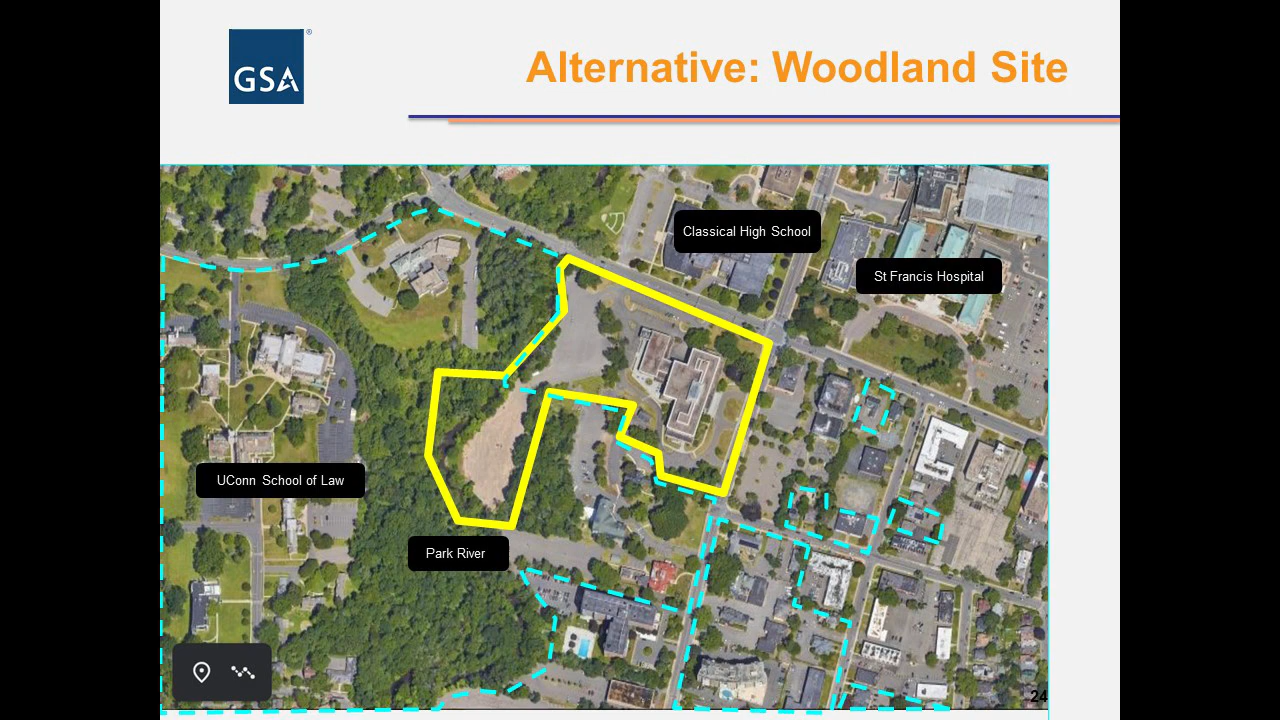 GSA
®
Alternative: Woodland Site
Classical High School
St Francis Hospital
UConn School of Law
Park River
24